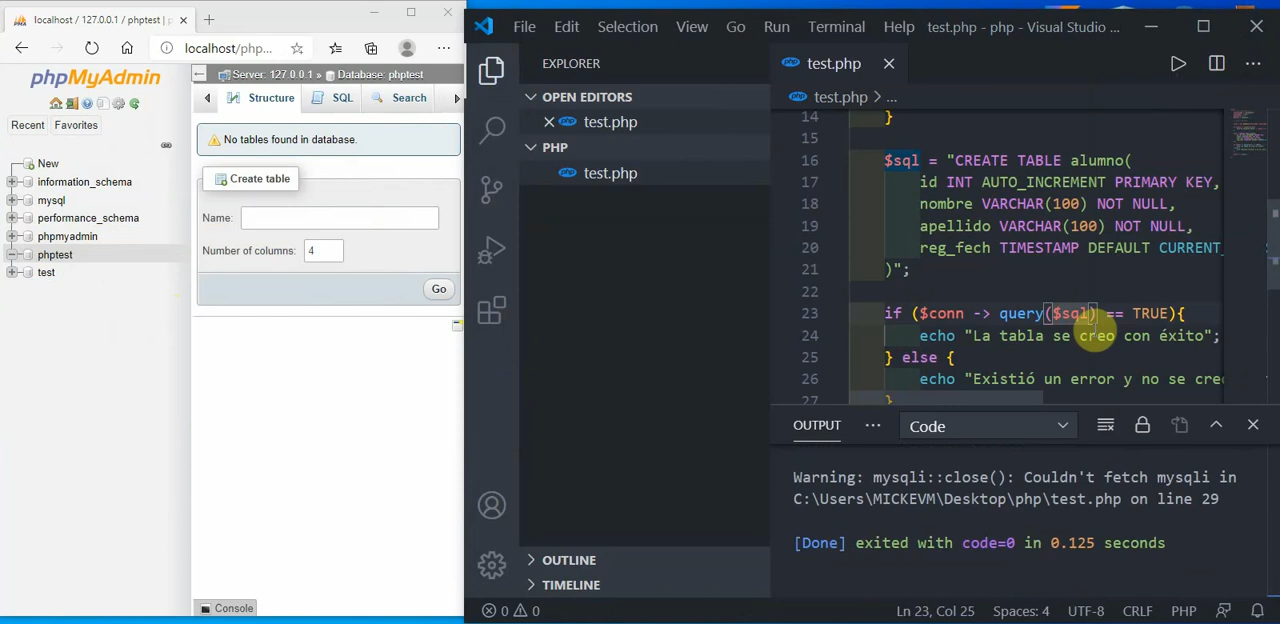 localhost / 127.0.0.1 / phptest | p
localhost/php...
phpMyAdmin
Recent
Favorites
New
information_schema
mysql
performance_schema
phpmyadmin
phptest
test
Server: 127.0.0.1 » Database: phptest
Structure
SQL
Search
No tables found in database.
Create table
Name:
Number of columns:
4
Go
Console
File
Edit
Selection
View
Go
Run
Terminal
Help
test.php - php - Visual Studio ...
EXPLORER
OPEN EDITORS
test.php
PHP
test.php
OUTLINE
TIMELINE
test.php
test.php > ...
14 }
15
16 $sql = "CREATE TABLE alumno(
17 id INT AUTO_INCREMENT PRIMARY KEY,
18 nombre VARCHAR(100) NOT NULL,
19 apellido VARCHAR(100) NOT NULL,
20 reg_fech TIMESTAMP DEFAULT CURRENT_
21 )";
22
23 if ($conn -> query($sql) == TRUE){
24 echo "La tabla se creo con éxito";
25 } else {
26 echo "Existió un error y no se creo
27 }
OUTPUT
Code
Warning: mysqli::close(): Couldn't fetch mysqli in
C:\Users\MICKEVM\Desktop\php\test.php on line 29
[Done] exited with code=0 in 0.125 seconds
0
0
Ln 23, Col 25
Spaces: 4
UTF-8
CRLF
PHP